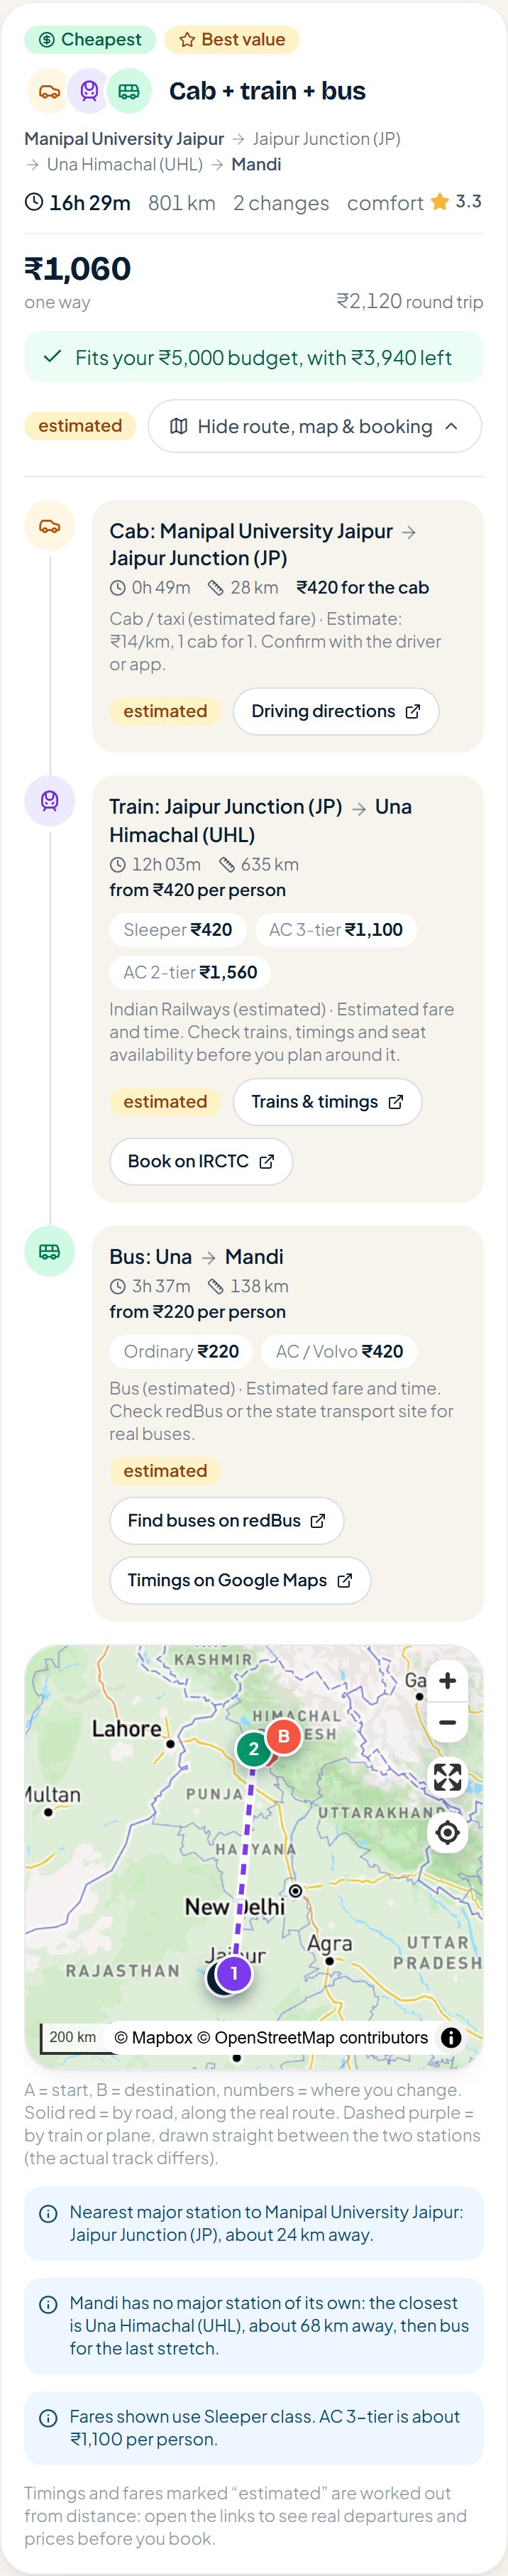 Cheapest
Best value
Cab + train + bus
Manipal University Jaipur → Jaipur Junction (JP)
→ Una Himachal (UHL) → Mandi
16h 29m 801 km 2 changes comfort 3.3
₹1,060
one way
₹2,120 round trip
Fits your ₹5,000 budget, with ₹3,940 left
estimated
Hide route, map & booking
Cab: Manipal University Jaipur →
Jaipur Junction (JP)
0h 49m 28 km ₹420 for the cab
Cab / taxi (estimated fare) · Estimate:
₹14/km, 1 cab for 1. Confirm with the driver
or app.
estimated
Driving directions
Train: Jaipur Junction (JP) → Una
Himachal (UHL)
12h 03m 635 km
from ₹420 per person
Sleeper ₹420
AC 3-tier ₹1,100
AC 2-tier ₹1,560
Indian Railways (estimated) · Estimated fare
and time. Check trains, timings and seat
availability before you plan around it.
estimated
Trains & timings
Book on IRCTC
Bus: Una → Mandi
3h 37m 138 km
from ₹220 per person
Ordinary ₹220
AC / Volvo ₹420
Bus (estimated) · Estimated fare and time.
Check redBus or the state transport site for
real buses.
estimated
Find buses on redBus
Timings on Google Maps
KASHMIR
Ga
HIMACHAL
Lahore
2
B
ESH
Multan
PUNJA
UTTARAKHAN
HARYANA
New Delhi
Jaipur
Agra
1
RAJASTHAN
UTTAR
PRADESH
200 km
© Mapbox © OpenStreetMap contributors
A = start, B = destination, numbers = where you change.
Solid red = by road, along the real route. Dashed purple =
by train or plane, drawn straight between the two stations
(the actual track differs).
Nearest major station to Manipal University Jaipur:
Jaipur Junction (JP), about 24 km away.
Mandi has no major station of its own: the closest
is Una Himachal (UHL), about 68 km away, then bus
for the last stretch.
Fares shown use Sleeper class. AC 3-tier is about
₹1,100 per person.
Timings and fares marked “estimated” are worked out
from distance: open the links to see real departures and
prices before you book.